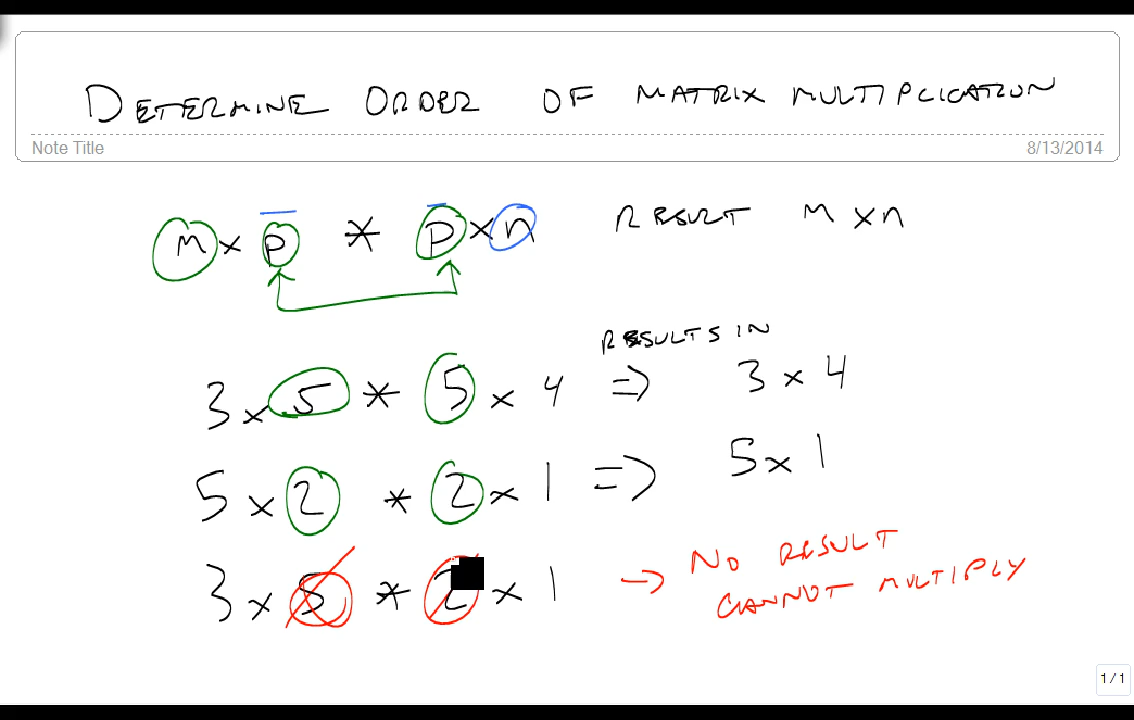 DETERMINE ORDER OF MATRIX MULTIPLICATION
Note Title 8/13/2014
m x p * p x n RESULT m x n
RESULTS IN
3 x 5 * 5 x 4 => 3 x 4
5 x 2 * 2 x 1 => 5 x 1
3 x 5 * 2 x 1 → NO RESULT
CANNOT MULTIPLY
1/1